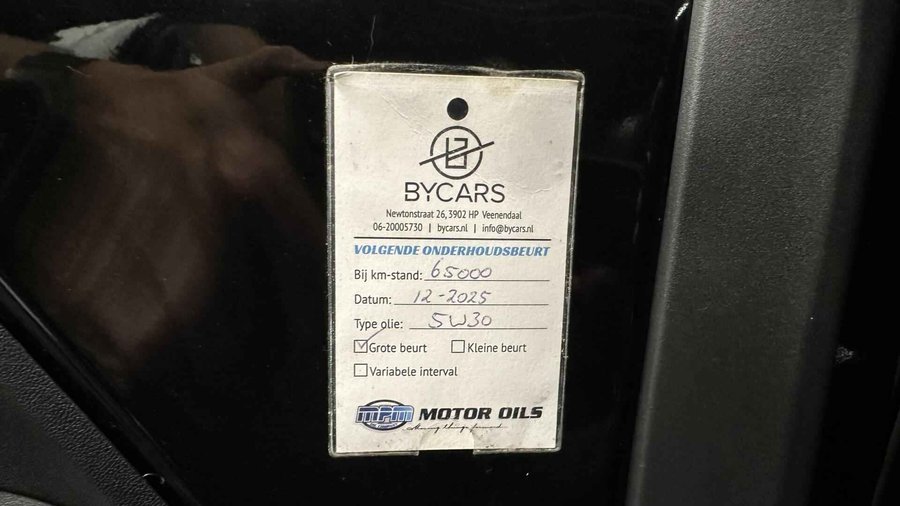 BYCARS
Newtonstraat 26, 3902 HP Veenendaal
06-20005730 | bycars.nl | info@bycars.nl
VOLGENDE ONDERHOUDSBEURT
Bij km-stand: 65000
Datum: 12-2025
Type olie: 5W30
Grote beurt Kleine beurt
Variabele interval
mpm MOTOR OILS